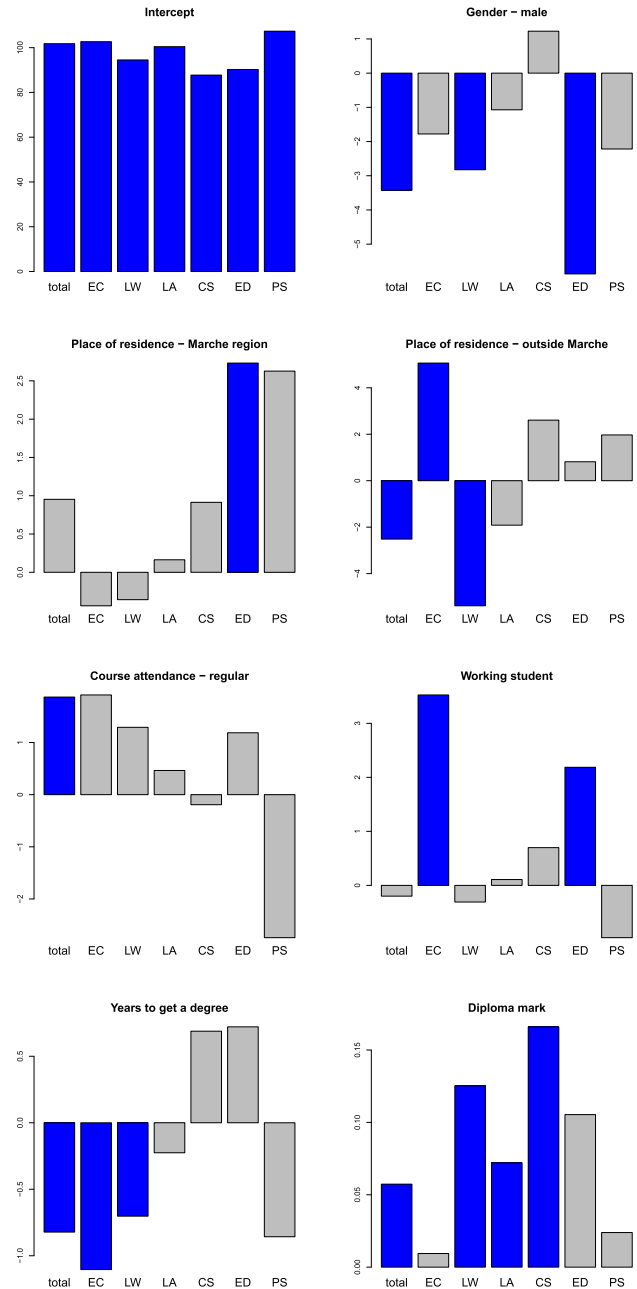 Intercept
0 20 40 60 80 100
total EC LW LA CS ED PS
Gender − male
−5 −4 −3 −2 −1 0 1
total EC LW LA CS ED PS
Place of residence − Marche region
0.0 0.5 1.0 1.5 2.0 2.5
total EC LW LA CS ED PS
Place of residence − outside Marche
−4 −2 0 2 4
total EC LW LA CS ED PS
Course attendance − regular
−2 −1 0 1
total EC LW LA CS ED PS
Working student
0 1 2 3
total EC LW LA CS ED PS
Years to get a degree
−1.0 −0.5 0.0 0.5
total EC LW LA CS ED PS
Diploma mark
0.00 0.05 0.10 0.15
total EC LW LA CS ED PS